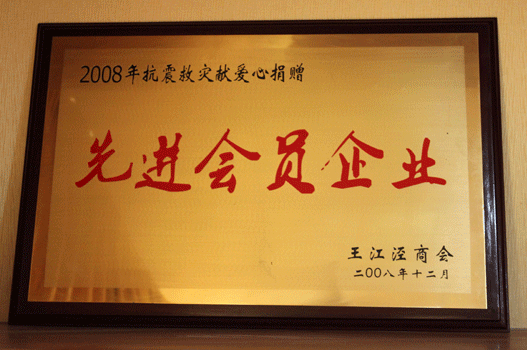 2008年抗震救灾献爱心捐赠
先进会员企业
王江泾商会
二〇〇八年十二月